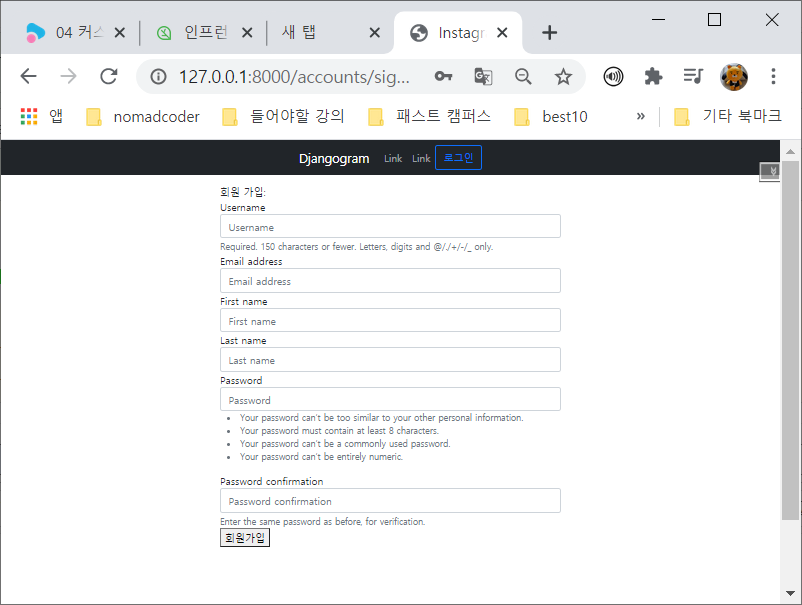 04 커스
인프런
새 탭
Instagr
127.0.0.1:8000/accounts/sig...
앱
nomadcoder
들어야할 강의
패스트 캠퍼스
best10
»
기타 북마크
Djangogram
Link
Link
로그인
회원 가입:
Username
Username
Required. 150 characters or fewer. Letters, digits and @/./+/-/_ only.
Email address
Email address
First name
First name
Last name
Last name
Password
Password
Your password can't be too similar to your other personal information.
Your password must contain at least 8 characters.
Your password can't be a commonly used password.
Your password can't be entirely numeric.
Password confirmation
Password confirmation
Enter the same password as before, for verification.
회원가입